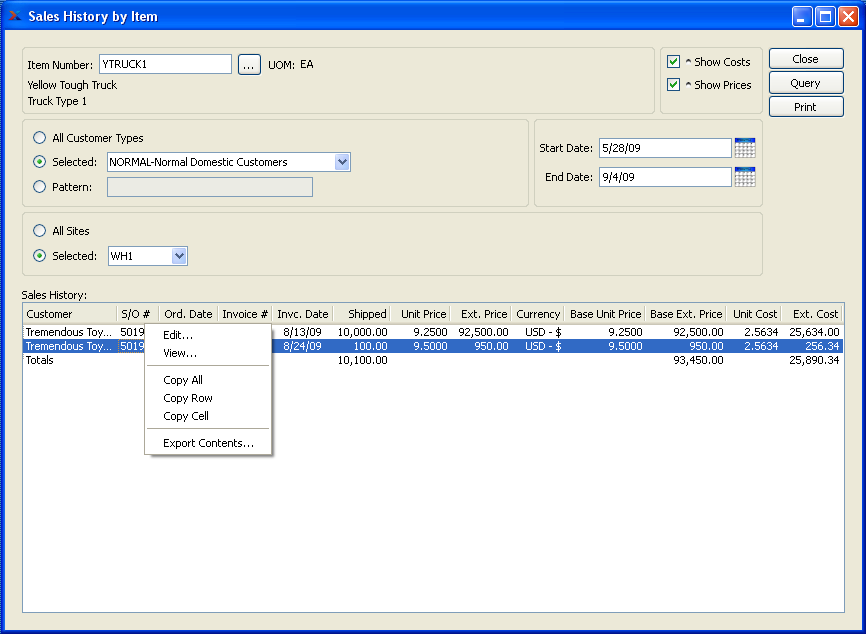 Sales History by Item
Item Number: YTRUCK1 ... UOM: EA
Yellow Tough Truck
Truck Type 1
^ Show Costs
^ Show Prices
Close
Query
Print
All Customer Types
Selected: NORMAL-Normal Domestic Customers
Pattern:
Start Date: 5/28/09
End Date: 9/4/09
All Sites
Selected: WH1
Sales History:
Customer S/O # Ord. Date Invoice # Invc. Date Shipped Unit Price Ext. Price Currency Base Unit Price Base Ext. Price Unit Cost Ext. Cost
Tremendous Toy... 5019 8/13/09 10,000.00 9.2500 92,500.00 USD - $ 9.2500 92,500.00 2.5634 25,634.00
Tremendous Toy... 5019 8/24/09 100.00 9.5000 950.00 USD - $ 9.5000 950.00 2.5634 256.34
Totals 10,100.00 93,450.00 25,890.34
Edit...
View...
Copy All
Copy Row
Copy Cell
Export Contents...